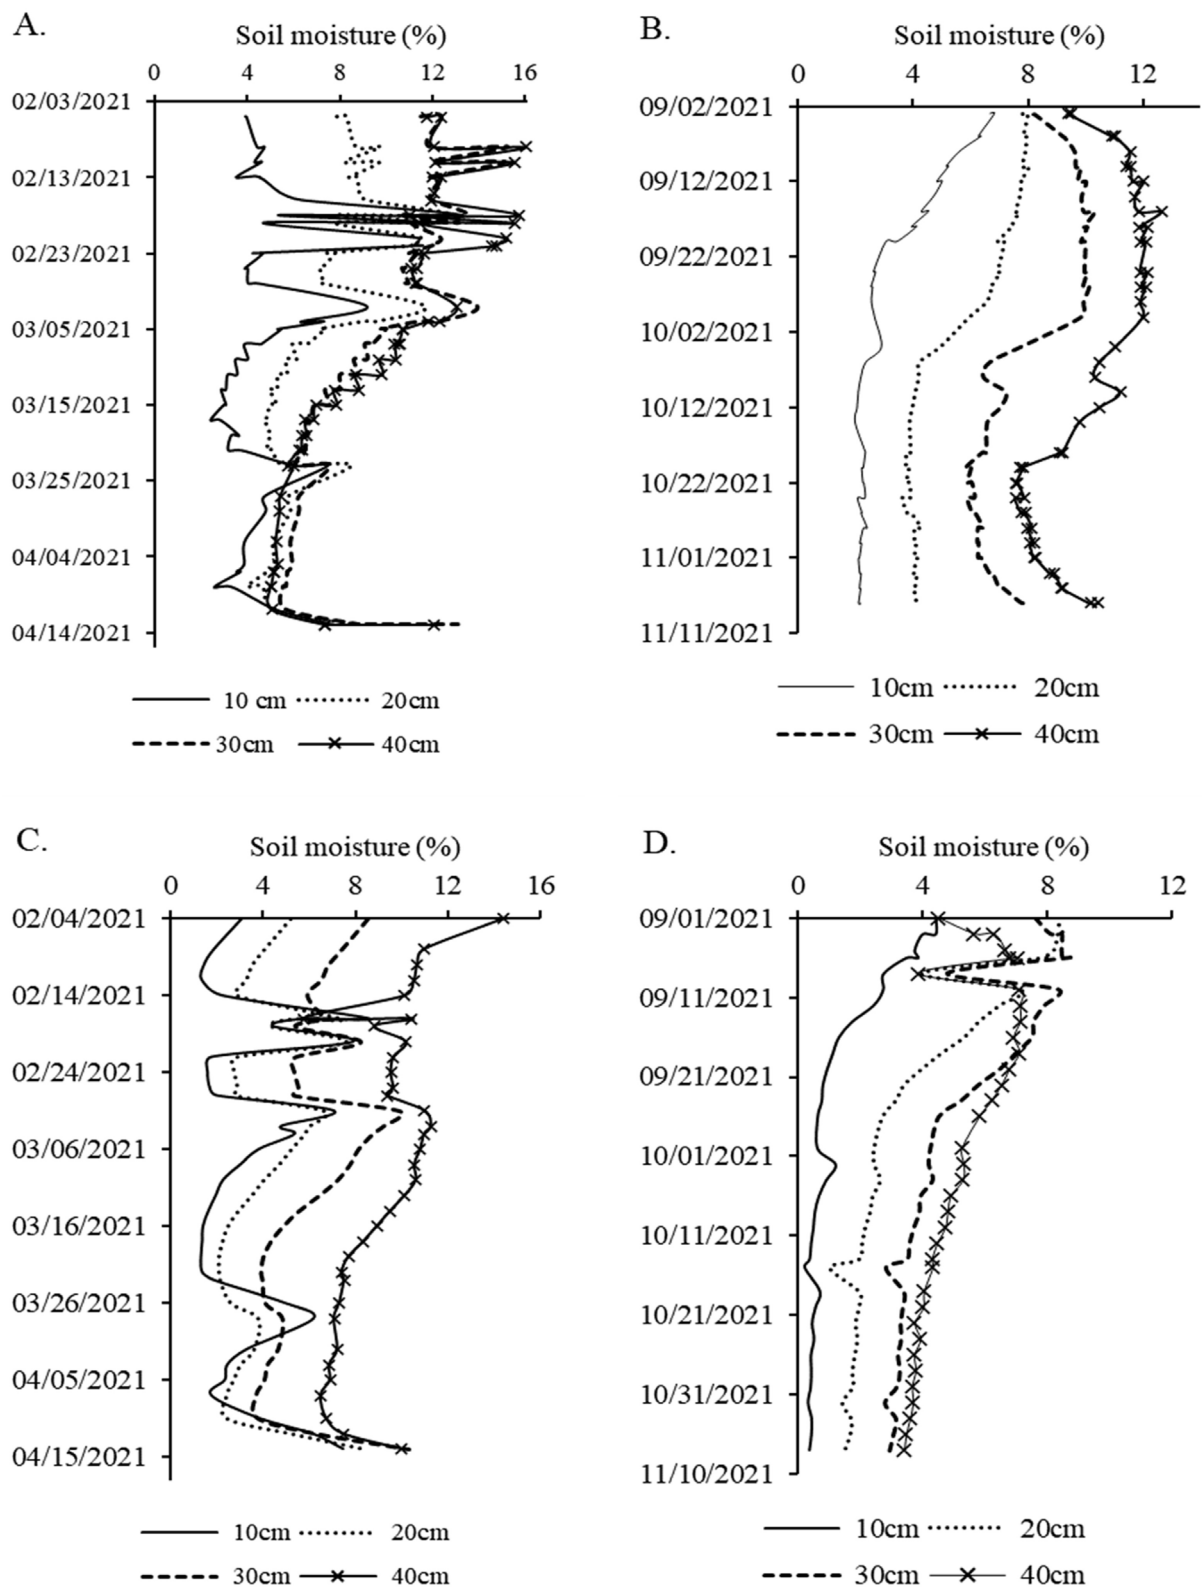 A.
Soil moisture (%)
0 4 8 12 16
02/03/2021
02/13/2021
02/23/2021
03/05/2021
03/15/2021
03/25/2021
04/04/2021
04/14/2021
10 cm 20cm
30cm 40cm
B.
Soil moisture (%)
0 4 8 12
09/02/2021
09/12/2021
09/22/2021
10/02/2021
10/12/2021
10/22/2021
11/01/2021
11/11/2021
10cm 20cm
30cm 40cm
C.
Soil moisture (%)
0 4 8 12 16
02/04/2021
02/14/2021
02/24/2021
03/06/2021
03/16/2021
03/26/2021
04/05/2021
04/15/2021
10cm 20cm
30cm 40cm
D.
Soil moisture (%)
0 4 8 12
09/01/2021
09/11/2021
09/21/2021
10/01/2021
10/11/2021
10/21/2021
10/31/2021
11/10/2021
10cm 20cm
30cm 40cm